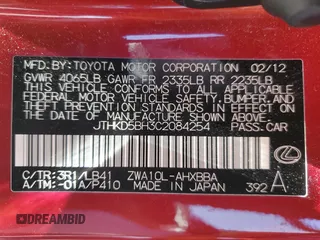 MFD. BY: TOYOTA MOTOR CORPORATION 02/12
GVWR 4065LB GAWR FR 2335LB RR 2235LB
THIS VEHICLE CONFORMS TO ALL APPLICABLE
FEDERAL MOTOR VEHICLE SAFETY, BUMPER, AND
THEFT PREVENTION STANDARDS IN EFFECT ON
THE DATE OF MANUFACTURE SHOWN ABOVE.
JTHKD5BH3C2084254 PASS.CAR
C/TR:3R1/LB41 ZWA10L-AHXBBA
A/TM:-01A/P410 MADE IN JAPAN 392 A
DREAMBID